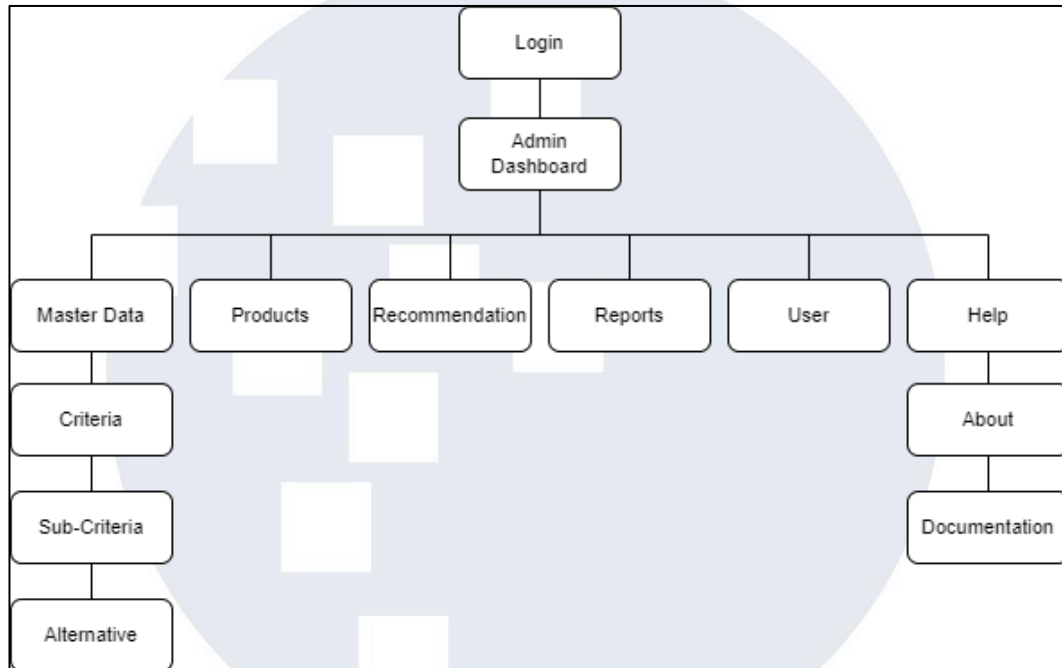 Login
Admin
Dashboard
Master Data
Products
Recommendation
Reports
User
Help
Criteria
About
Sub-Criteria
Documentation
Alternative